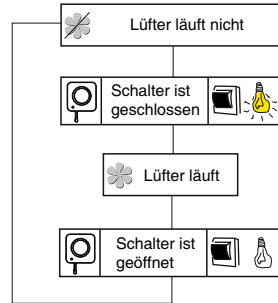 Lüfter läuft nicht
Schalter ist
geschlossen
Lüfter läuft
Schalter ist
geöffnet